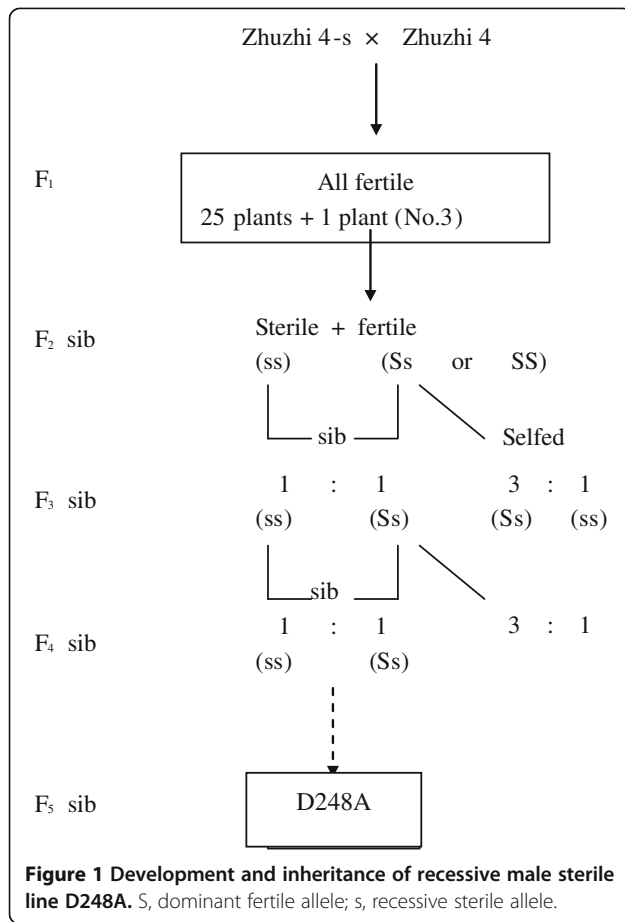 Zhuzhi 4-s × Zhuzhi 4
F1
All fertile
25 plants + 1 plant (No.3)
F2 sib
Sterile + fertile
(ss) (Ss or SS)
sib Selfed
F3 sib
1 : 1 3 : 1
(ss) (Ss) (Ss) (ss)
sib
F4 sib
1 : 1 3 : 1
(ss) (Ss)
F5 sib
D248A
Figure 1 Development and inheritance of recessive male sterile
line D248A. S, dominant fertile allele; s, recessive sterile allele.